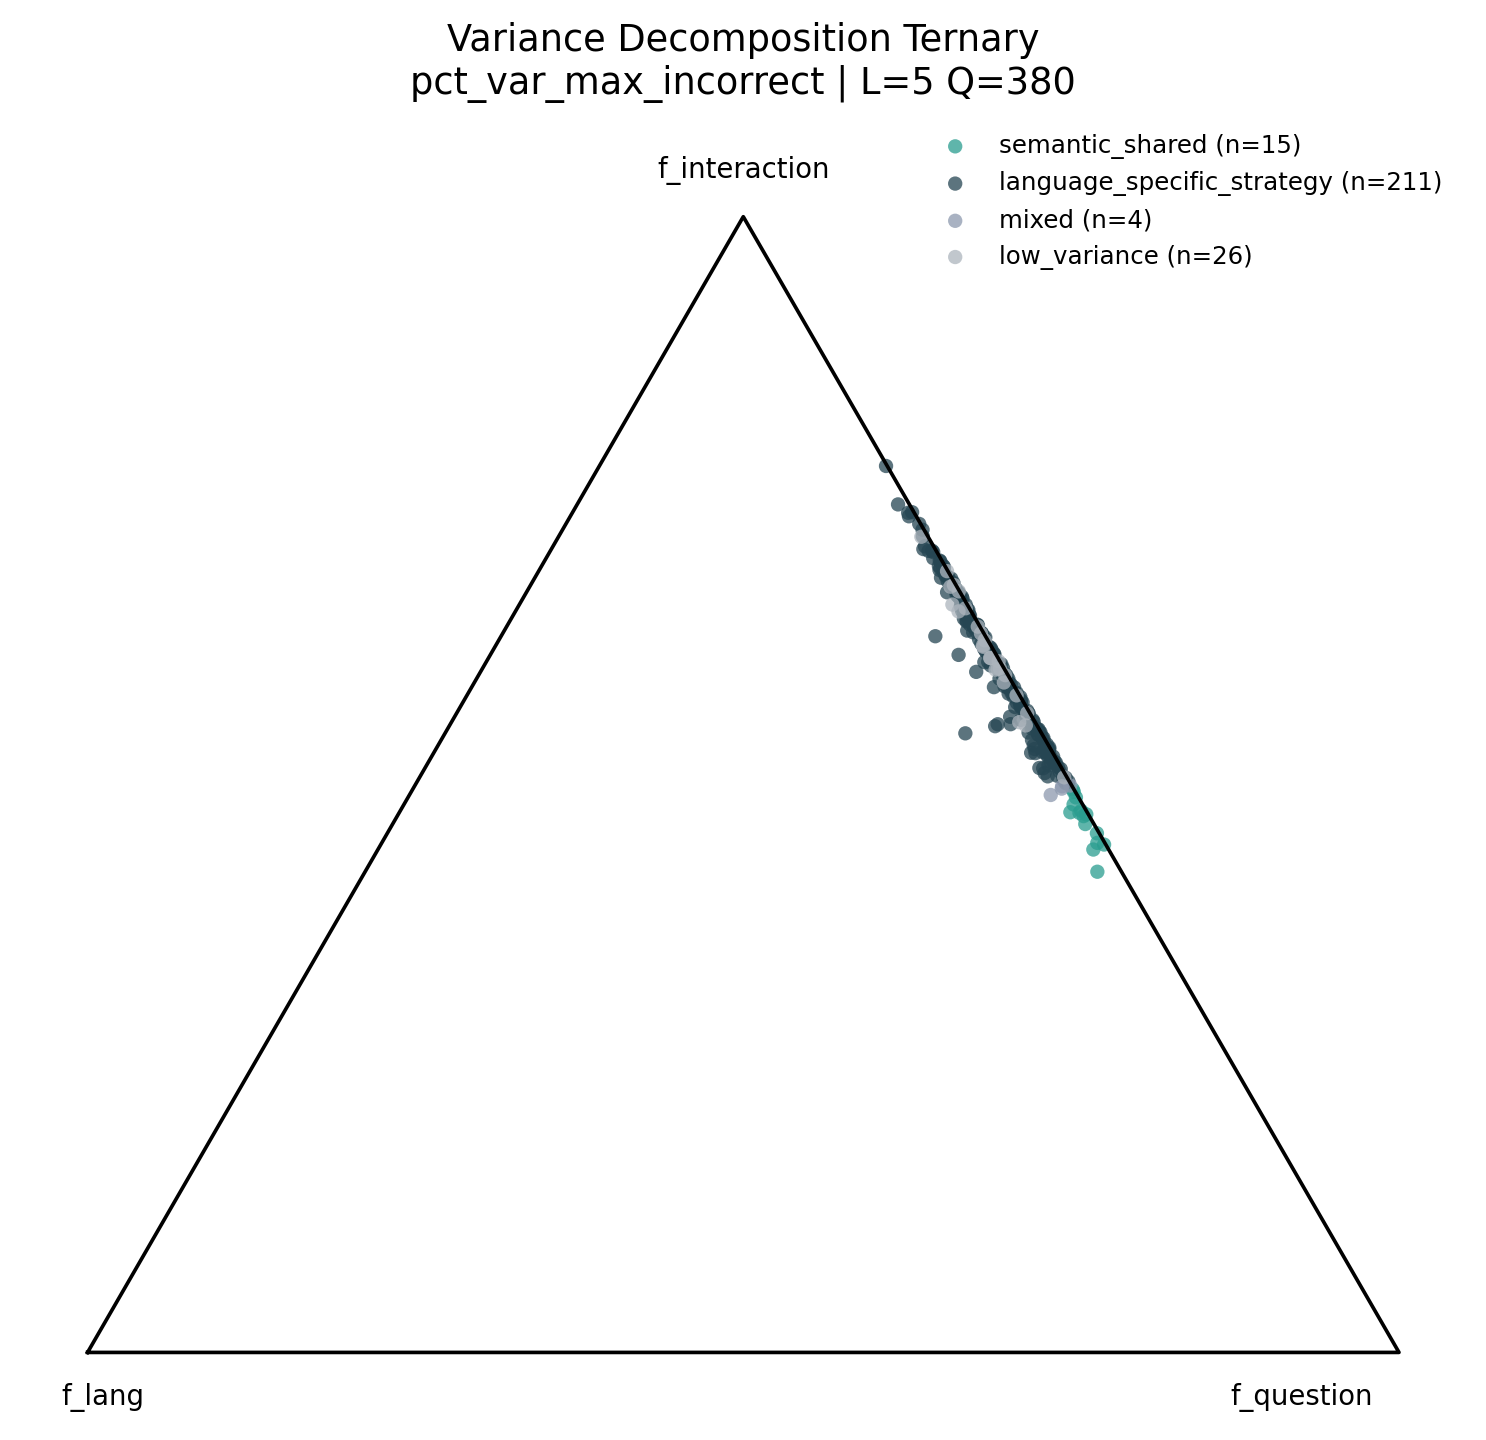 Variance Decomposition Ternary
pct_var_max_incorrect | L=5 Q=380
semantic_shared (n=15)
language_specific_strategy (n=211)
mixed (n=4)
low_variance (n=26)
f_interaction
f_lang
f_question